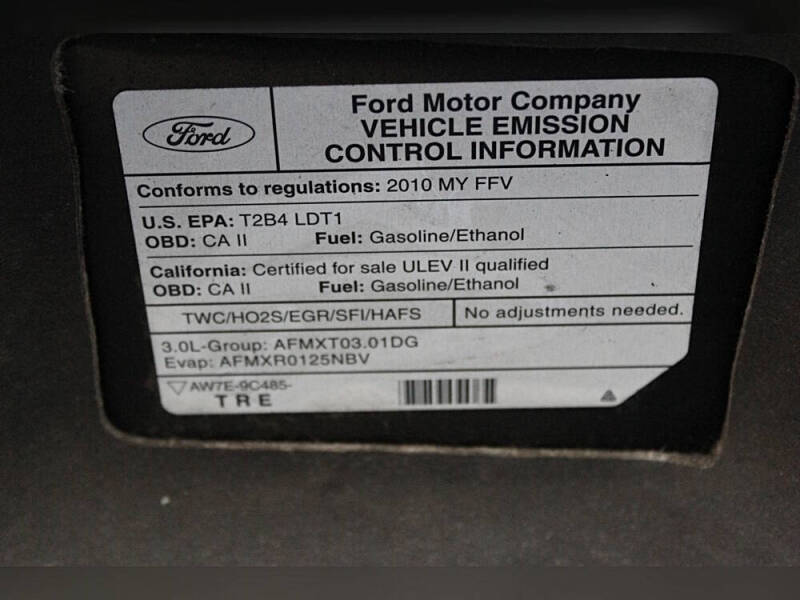 Ford
Ford Motor Company
VEHICLE EMISSION
CONTROL INFORMATION
Conforms to regulations: 2010 MY FFV
U.S. EPA: T2B4 LDT1
OBD: CA II Fuel: Gasoline/Ethanol
California: Certified for sale ULEV II qualified
OBD: CA II Fuel: Gasoline/Ethanol
TWC/HO2S/EGR/SFI/HAFS No adjustments needed.
3.0L-Group: AFMXT03.01DG
Evap: AFMXR0125NBV
AW7E-9C485-
TRE